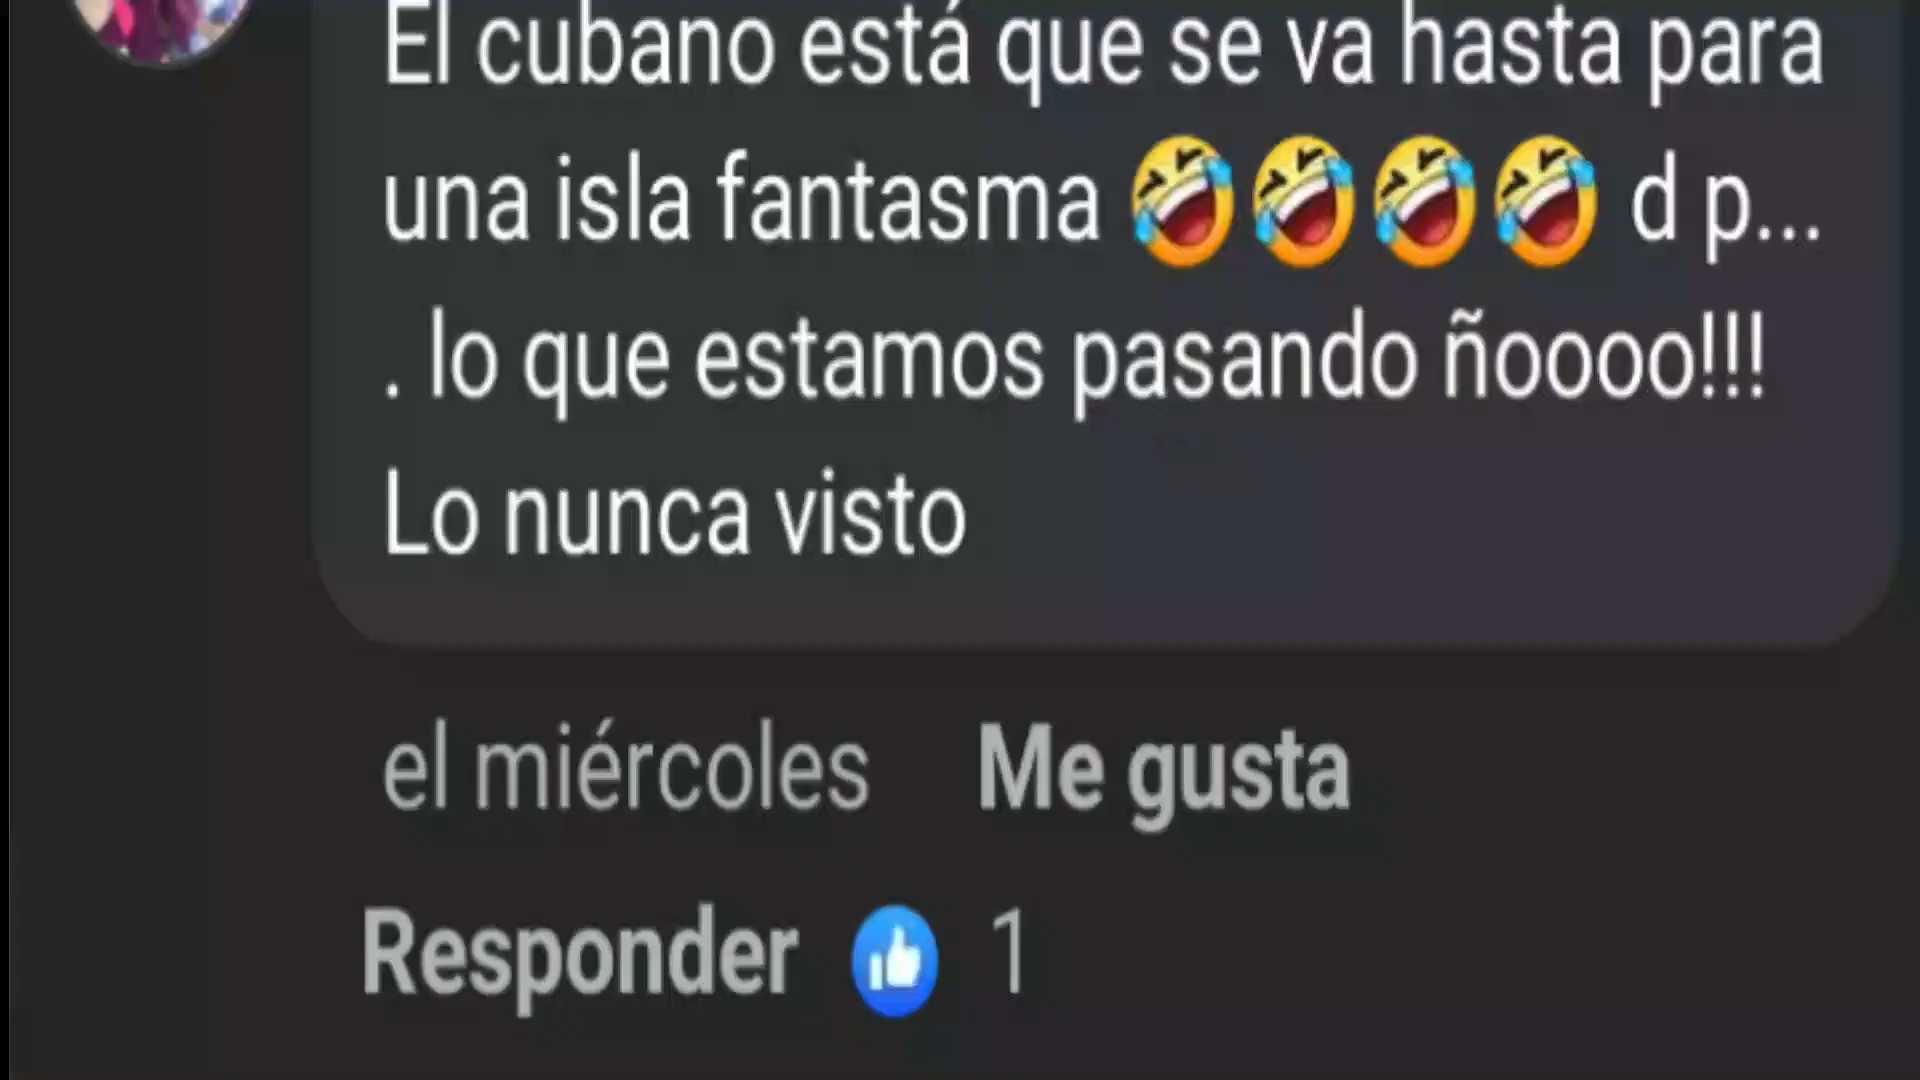 El cubano está que se va hasta para
una isla fantasma 🤣🤣🤣🤣 d p...
. lo que estamos pasando ñoooo!!!
Lo nunca visto
el miércoles Me gusta
Responder 1